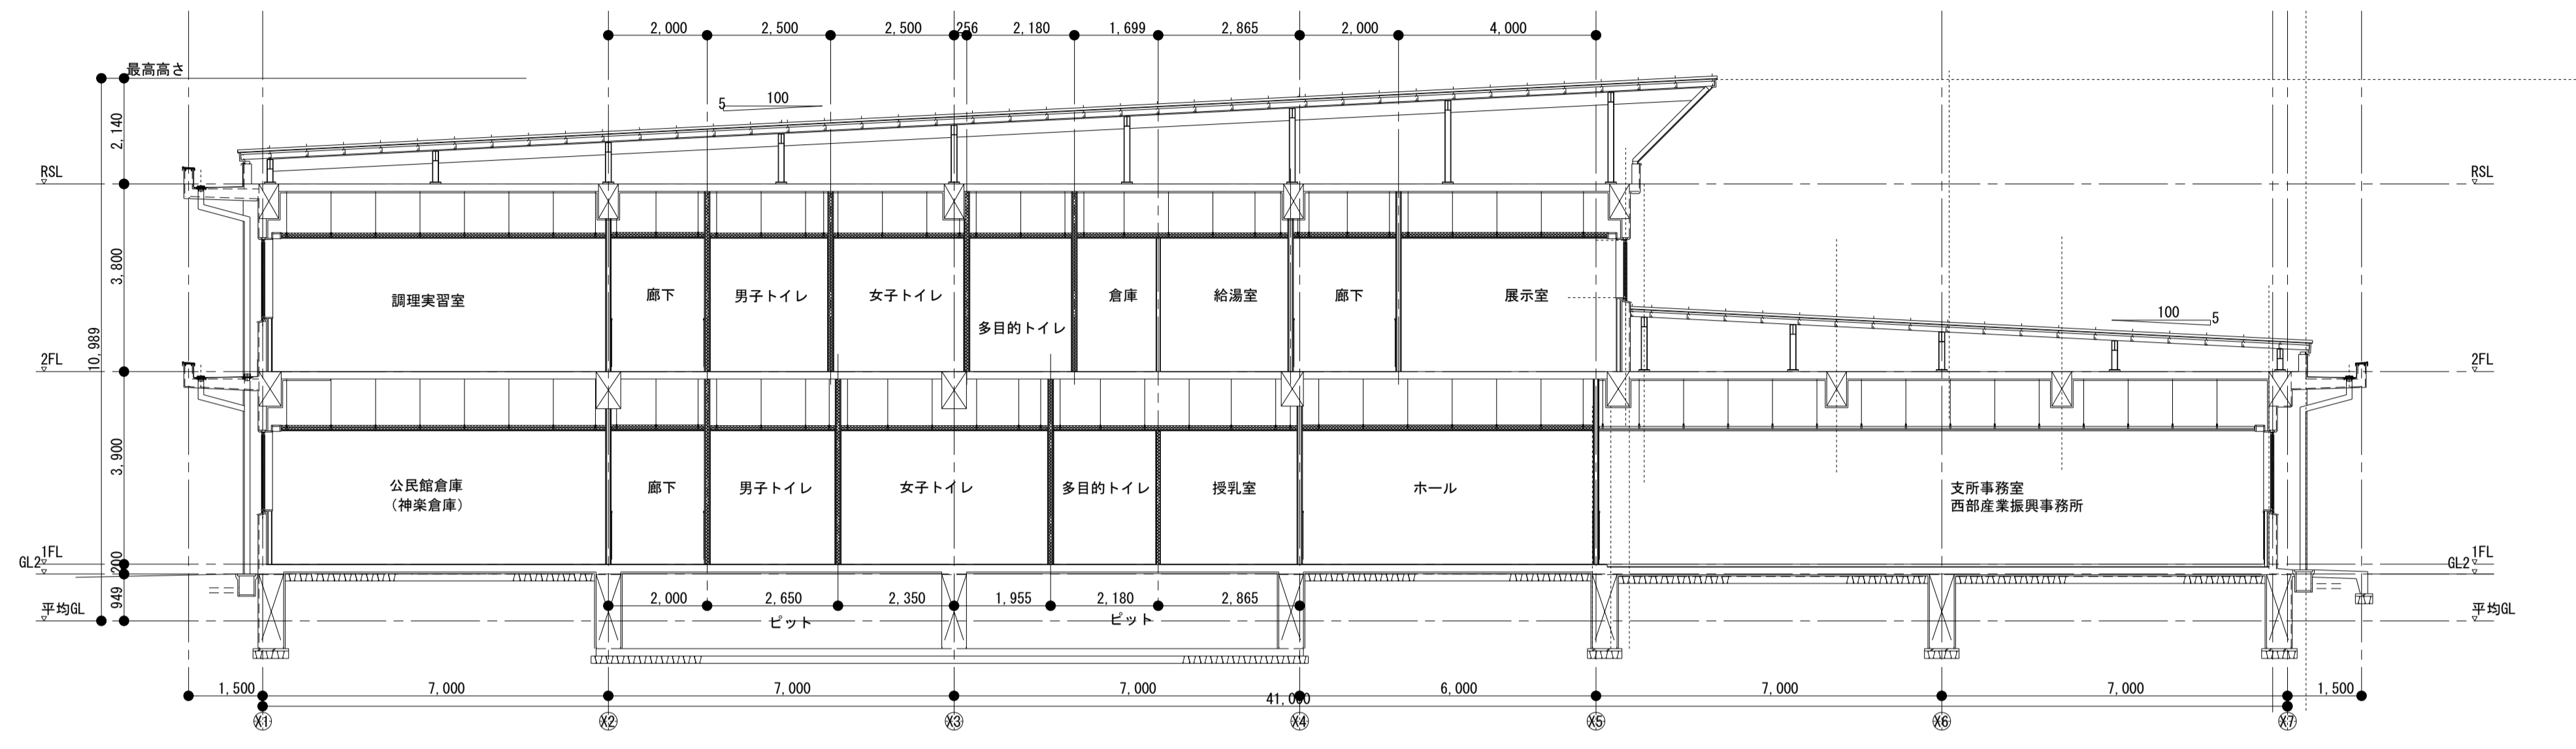 2,000 2,500 2,500 256 2,180 1,699 2,865 2,000 4,000
最高高さ
5 100
2,140
RSL RSL
3,800
調理実習室 廊下 男子トイレ 女子トイレ 多目的トイレ 倉庫 給湯室 廊下 展示室
100 5
10,989
2FL 2FL
3,900
公民館倉庫
(神楽倉庫)
廊下 男子トイレ 女子トイレ 多目的トイレ 授乳室 ホール
支所事務室
西部産業振興事務所
1FL 1FL
GL2 GL2
200
949
2,000 2,650 2,350 1,955 2,180 2,865
平均GL 平均GL
ピット ピット
1,500 7,000 7,000 7,000 6,000 7,000 7,000 1,500
41,000
X1 X2 X3 X4 X5 X6 X7